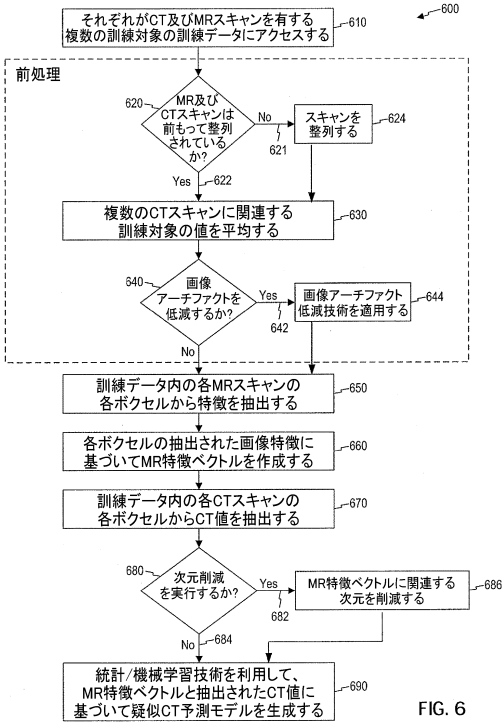 600
それぞれがCT及びMRスキャンを有する
複数の訓練対象の訓練データにアクセスする
610
前処理
620
MR及び
CTスキャンは
前もって整列
されている
か?
No
621
スキャンを
整列する
624
Yes
622
複数のCTスキャンに関連する
訓練対象の値を平均する
630
640
画像
アーチファクトを
低減するか?
Yes
642
画像アーチファクト
低減技術を適用する
644
No
訓練データ内の各MRスキャンの
各ボクセルから特徴を抽出する
650
各ボクセルの抽出された画像特徴に
基づいてMR特徴ベクトルを作成する
660
訓練データ内の各CTスキャンの
各ボクセルからCT値を抽出する
670
680
次元削減
を実行するか?
Yes
682
MR特徴ベクトルに関連する
次元を削減する
686
No
684
統計/機械学習技術を利用して、
MR特徴ベクトルと抽出されたCT値に
基づいて疑似CT予測モデルを生成する
690
FIG. 6